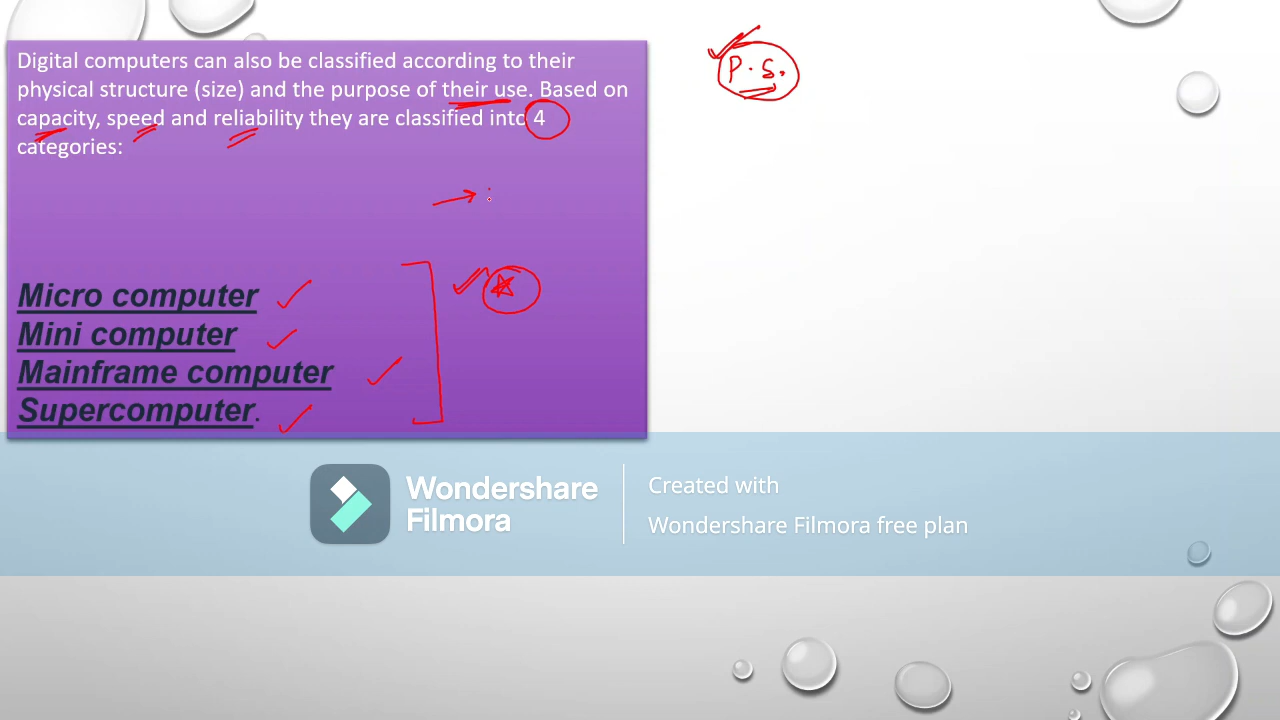 Digital computers can also be classified according to their
physical structure (size) and the purpose of their use. Based on
capacity, speed and reliability they are classified into 4
categories:
P. S.
Micro computer
Mini computer
Mainframe computer
Supercomputer.
Wondershare
Filmora
Created with
Wondershare Filmora free plan